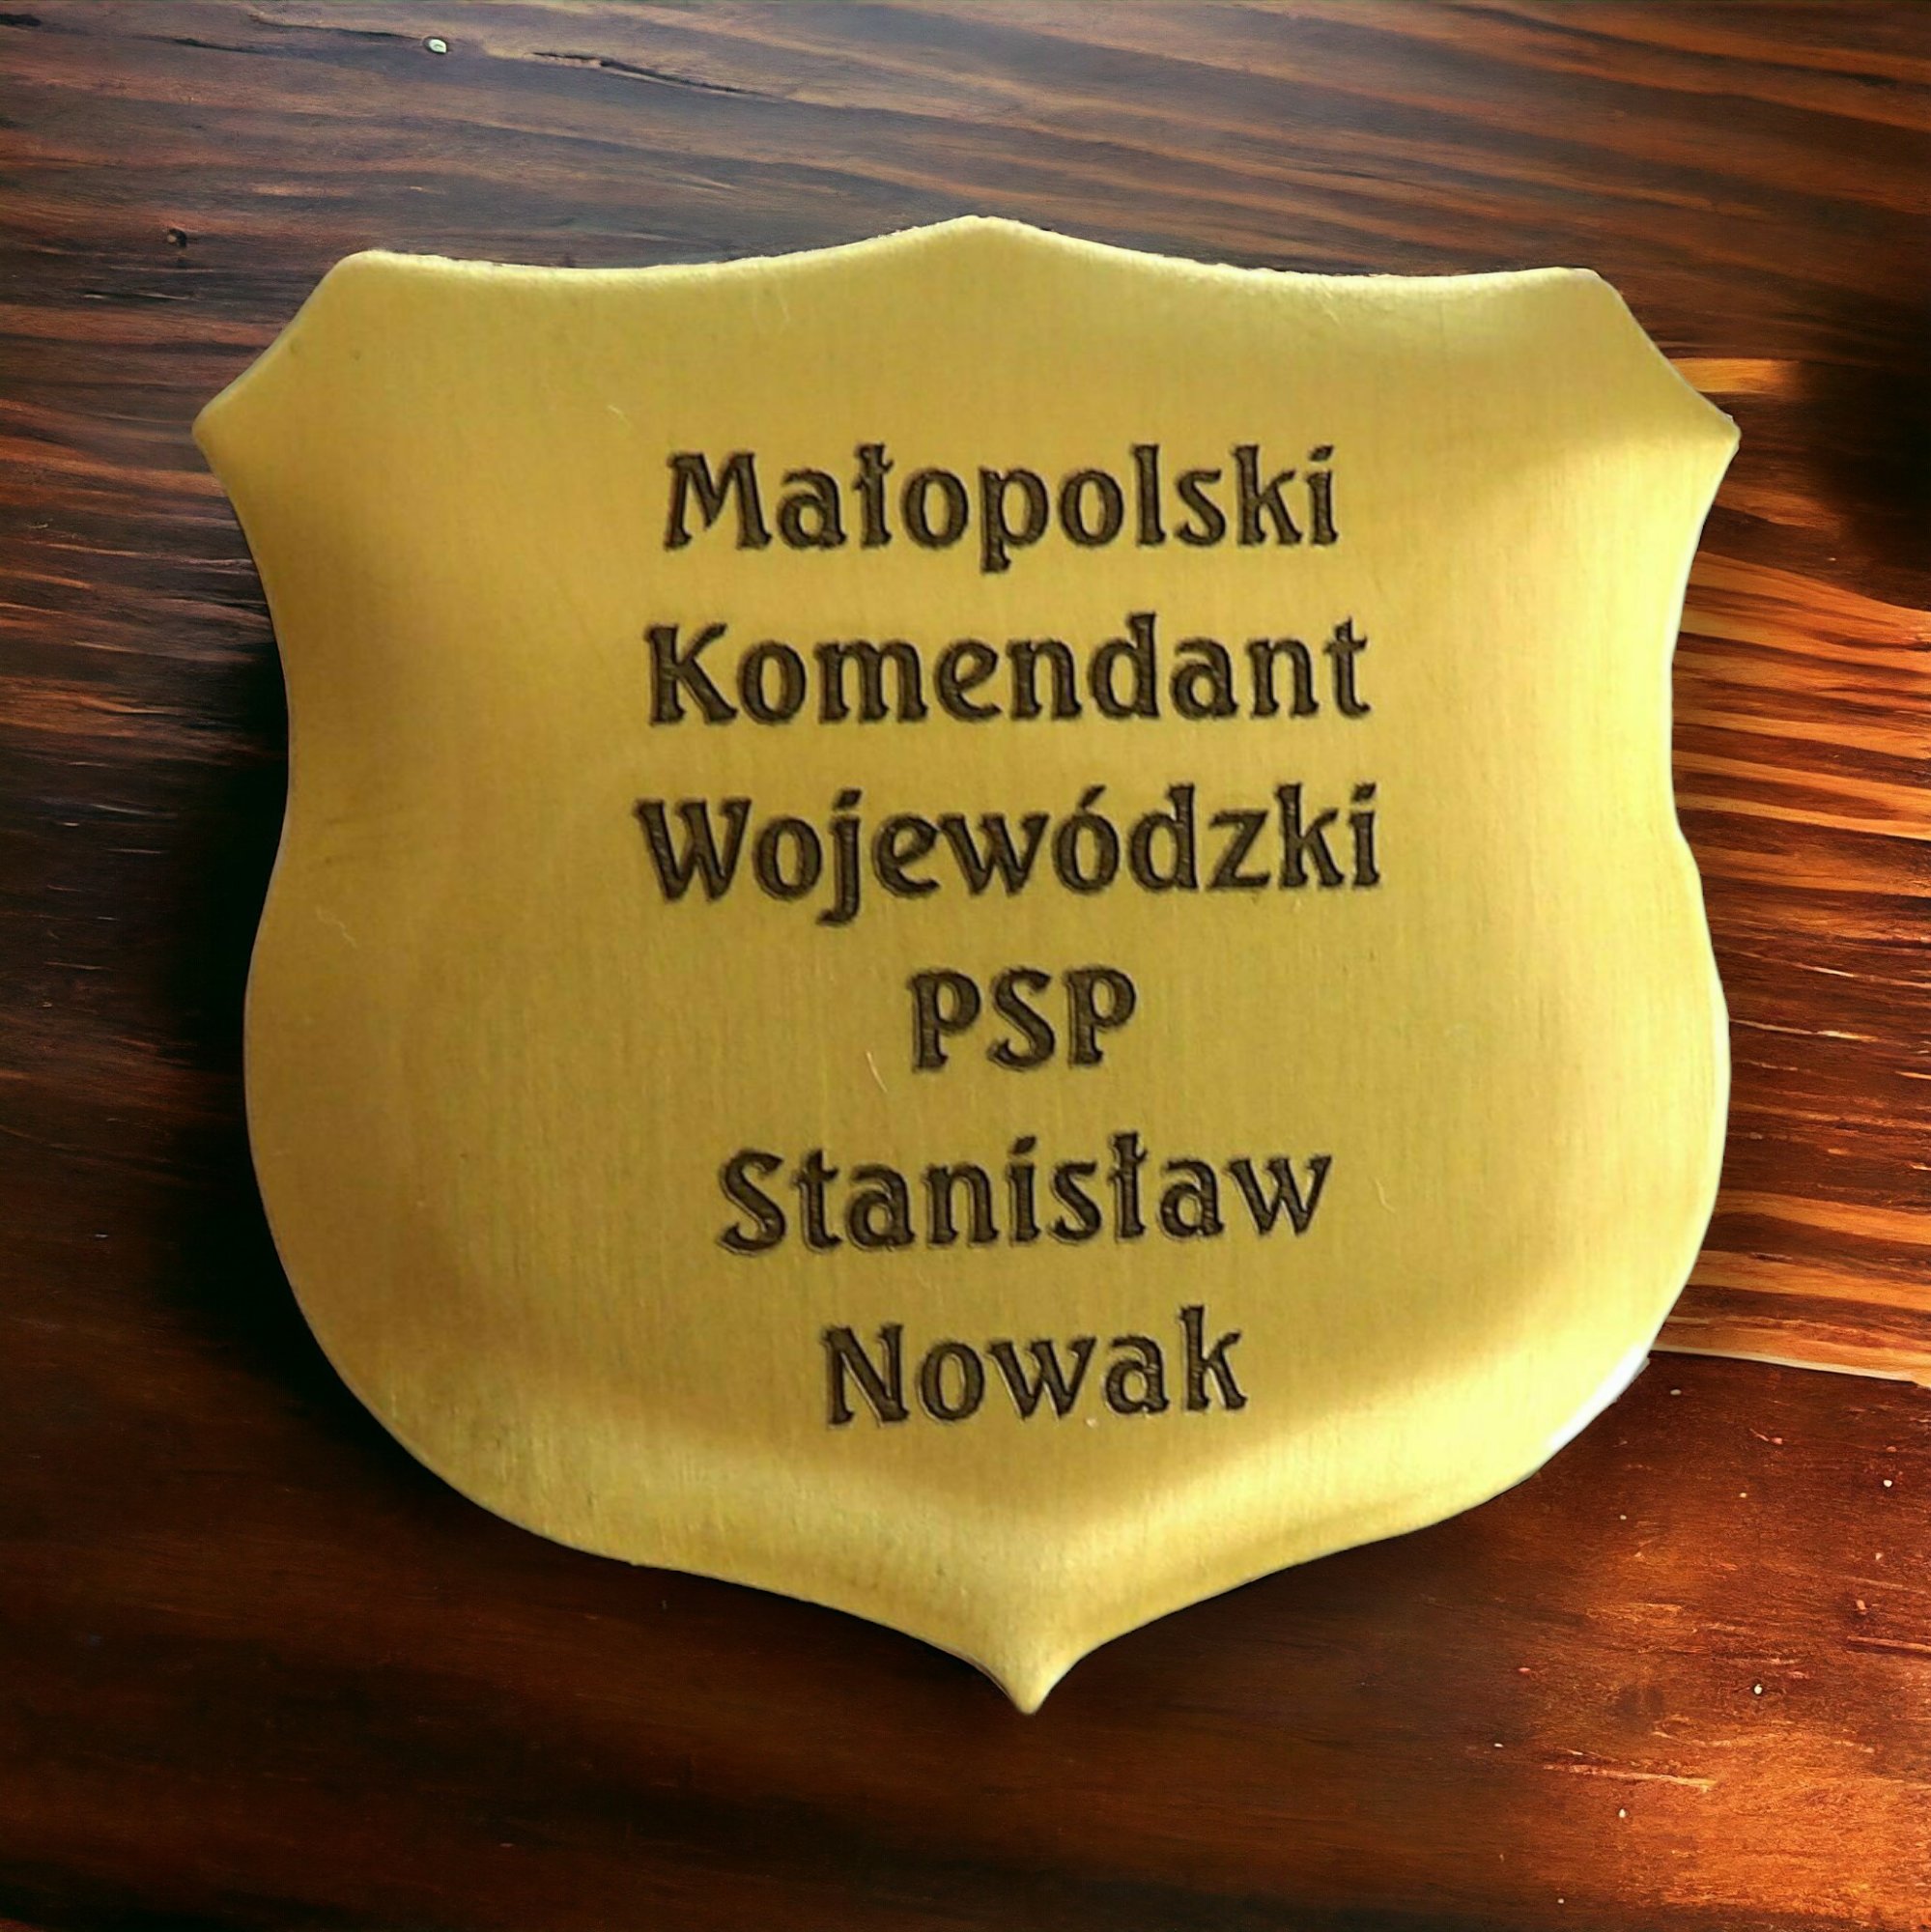 Małopolski
Komendant
Wojewódzki
PSP
Stanisław
Nowak